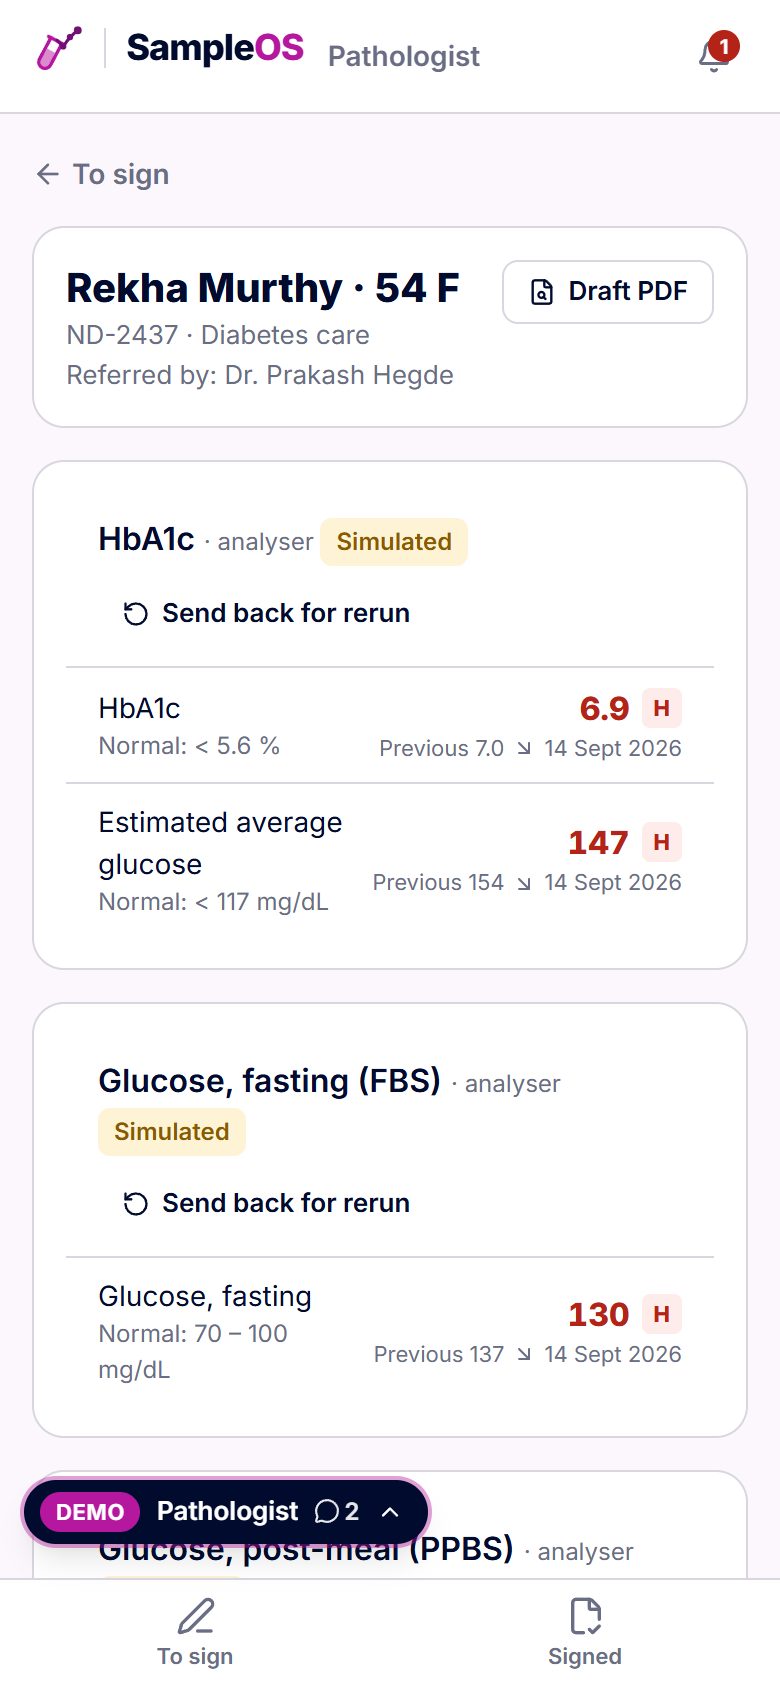 SampleOS Pathologist 1
To sign
Rekha Murthy · 54 F
Draft PDF
ND-2437 · Diabetes care
Referred by: Dr. Prakash Hegde
HbA1c · analyser Simulated
Send back for rerun
HbA1c 6.9 H
Normal: < 5.6 % Previous 7.0 ↘ 14 Sept 2026
Estimated average
glucose
147 H
Normal: < 117 mg/dL
Previous 154 ↘ 14 Sept 2026
Glucose, fasting (FBS) · analyser
Simulated
Send back for rerun
Glucose, fasting
Normal: 70 – 100
mg/dL
130 H
Previous 137 ↘ 14 Sept 2026
DEMO Pathologist 2
Glucose, post-meal (PPBS) · analyser
To sign
Signed